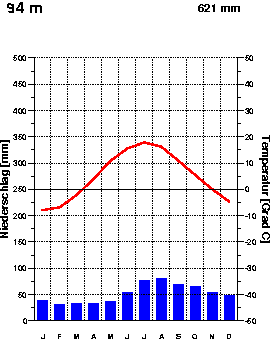 94 m
621 mm
500 50
450 40
400 30
350 20
300 10
250 0
200 -10
150 -20
100 -30
50 -40
0 -50
Niederschlag [mm]
Temperatur [Grad C]
J F M A M J J A S O N D